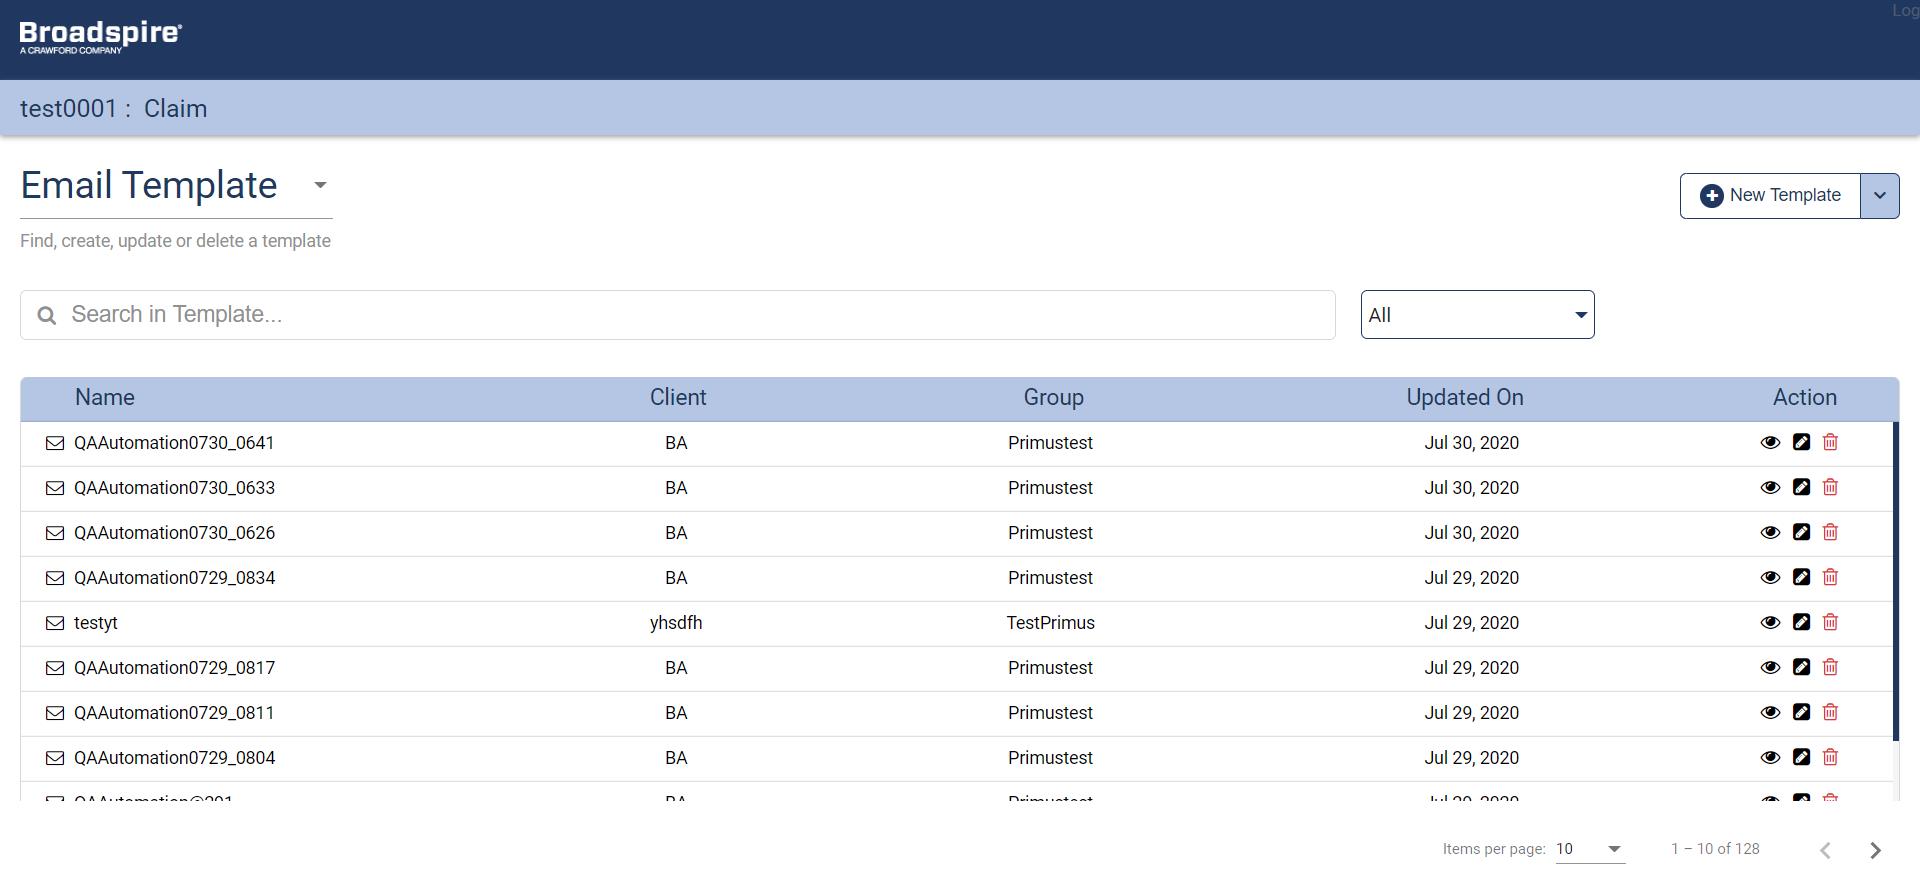 Log
Broadspire®
A CRAWFORD COMPANY
test0001 : Claim
Email Template
New Template
Find, create, update or delete a template
Search in Template...
All
Name Client Group Updated On Action
QAAutomation0730_0641 BA Primustest Jul 30, 2020
QAAutomation0730_0633 BA Primustest Jul 30, 2020
QAAutomation0730_0626 BA Primustest Jul 30, 2020
QAAutomation0729_0834 BA Primustest Jul 29, 2020
testyt yhsdfh TestPrimus Jul 29, 2020
QAAutomation0729_0817 BA Primustest Jul 29, 2020
QAAutomation0729_0811 BA Primustest Jul 29, 2020
QAAutomation0729_0804 BA Primustest Jul 29, 2020
BA Primustest
Items per page: 10 1 – 10 of 128